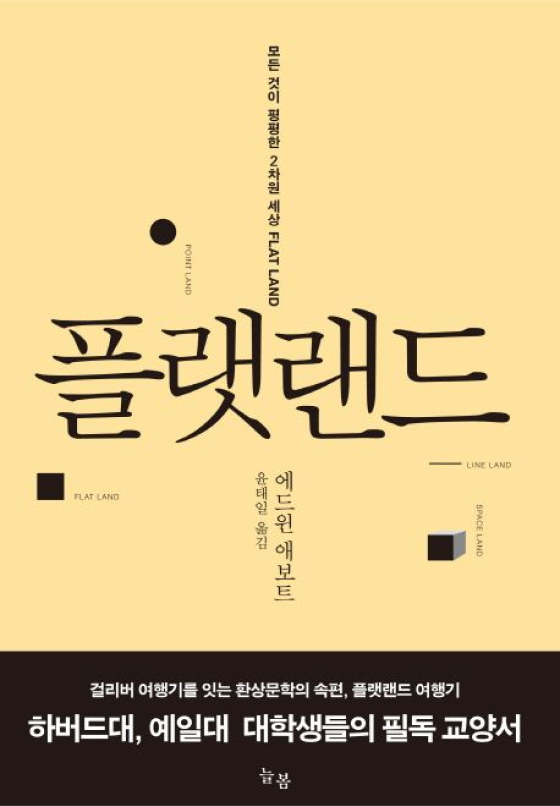 모든 것이 평평한 2차원 세상 FLAT LAND
POINT LAND
플랫랜드
LINE LAND
FLAT LAND
에드윈 애보트
윤태일 옮김
SPACE LAND
걸리버 여행기를 잇는 환상문학의 속편, 플랫랜드 여행기
하버드대, 예일대 대학생들의 필독 교양서
늘봄